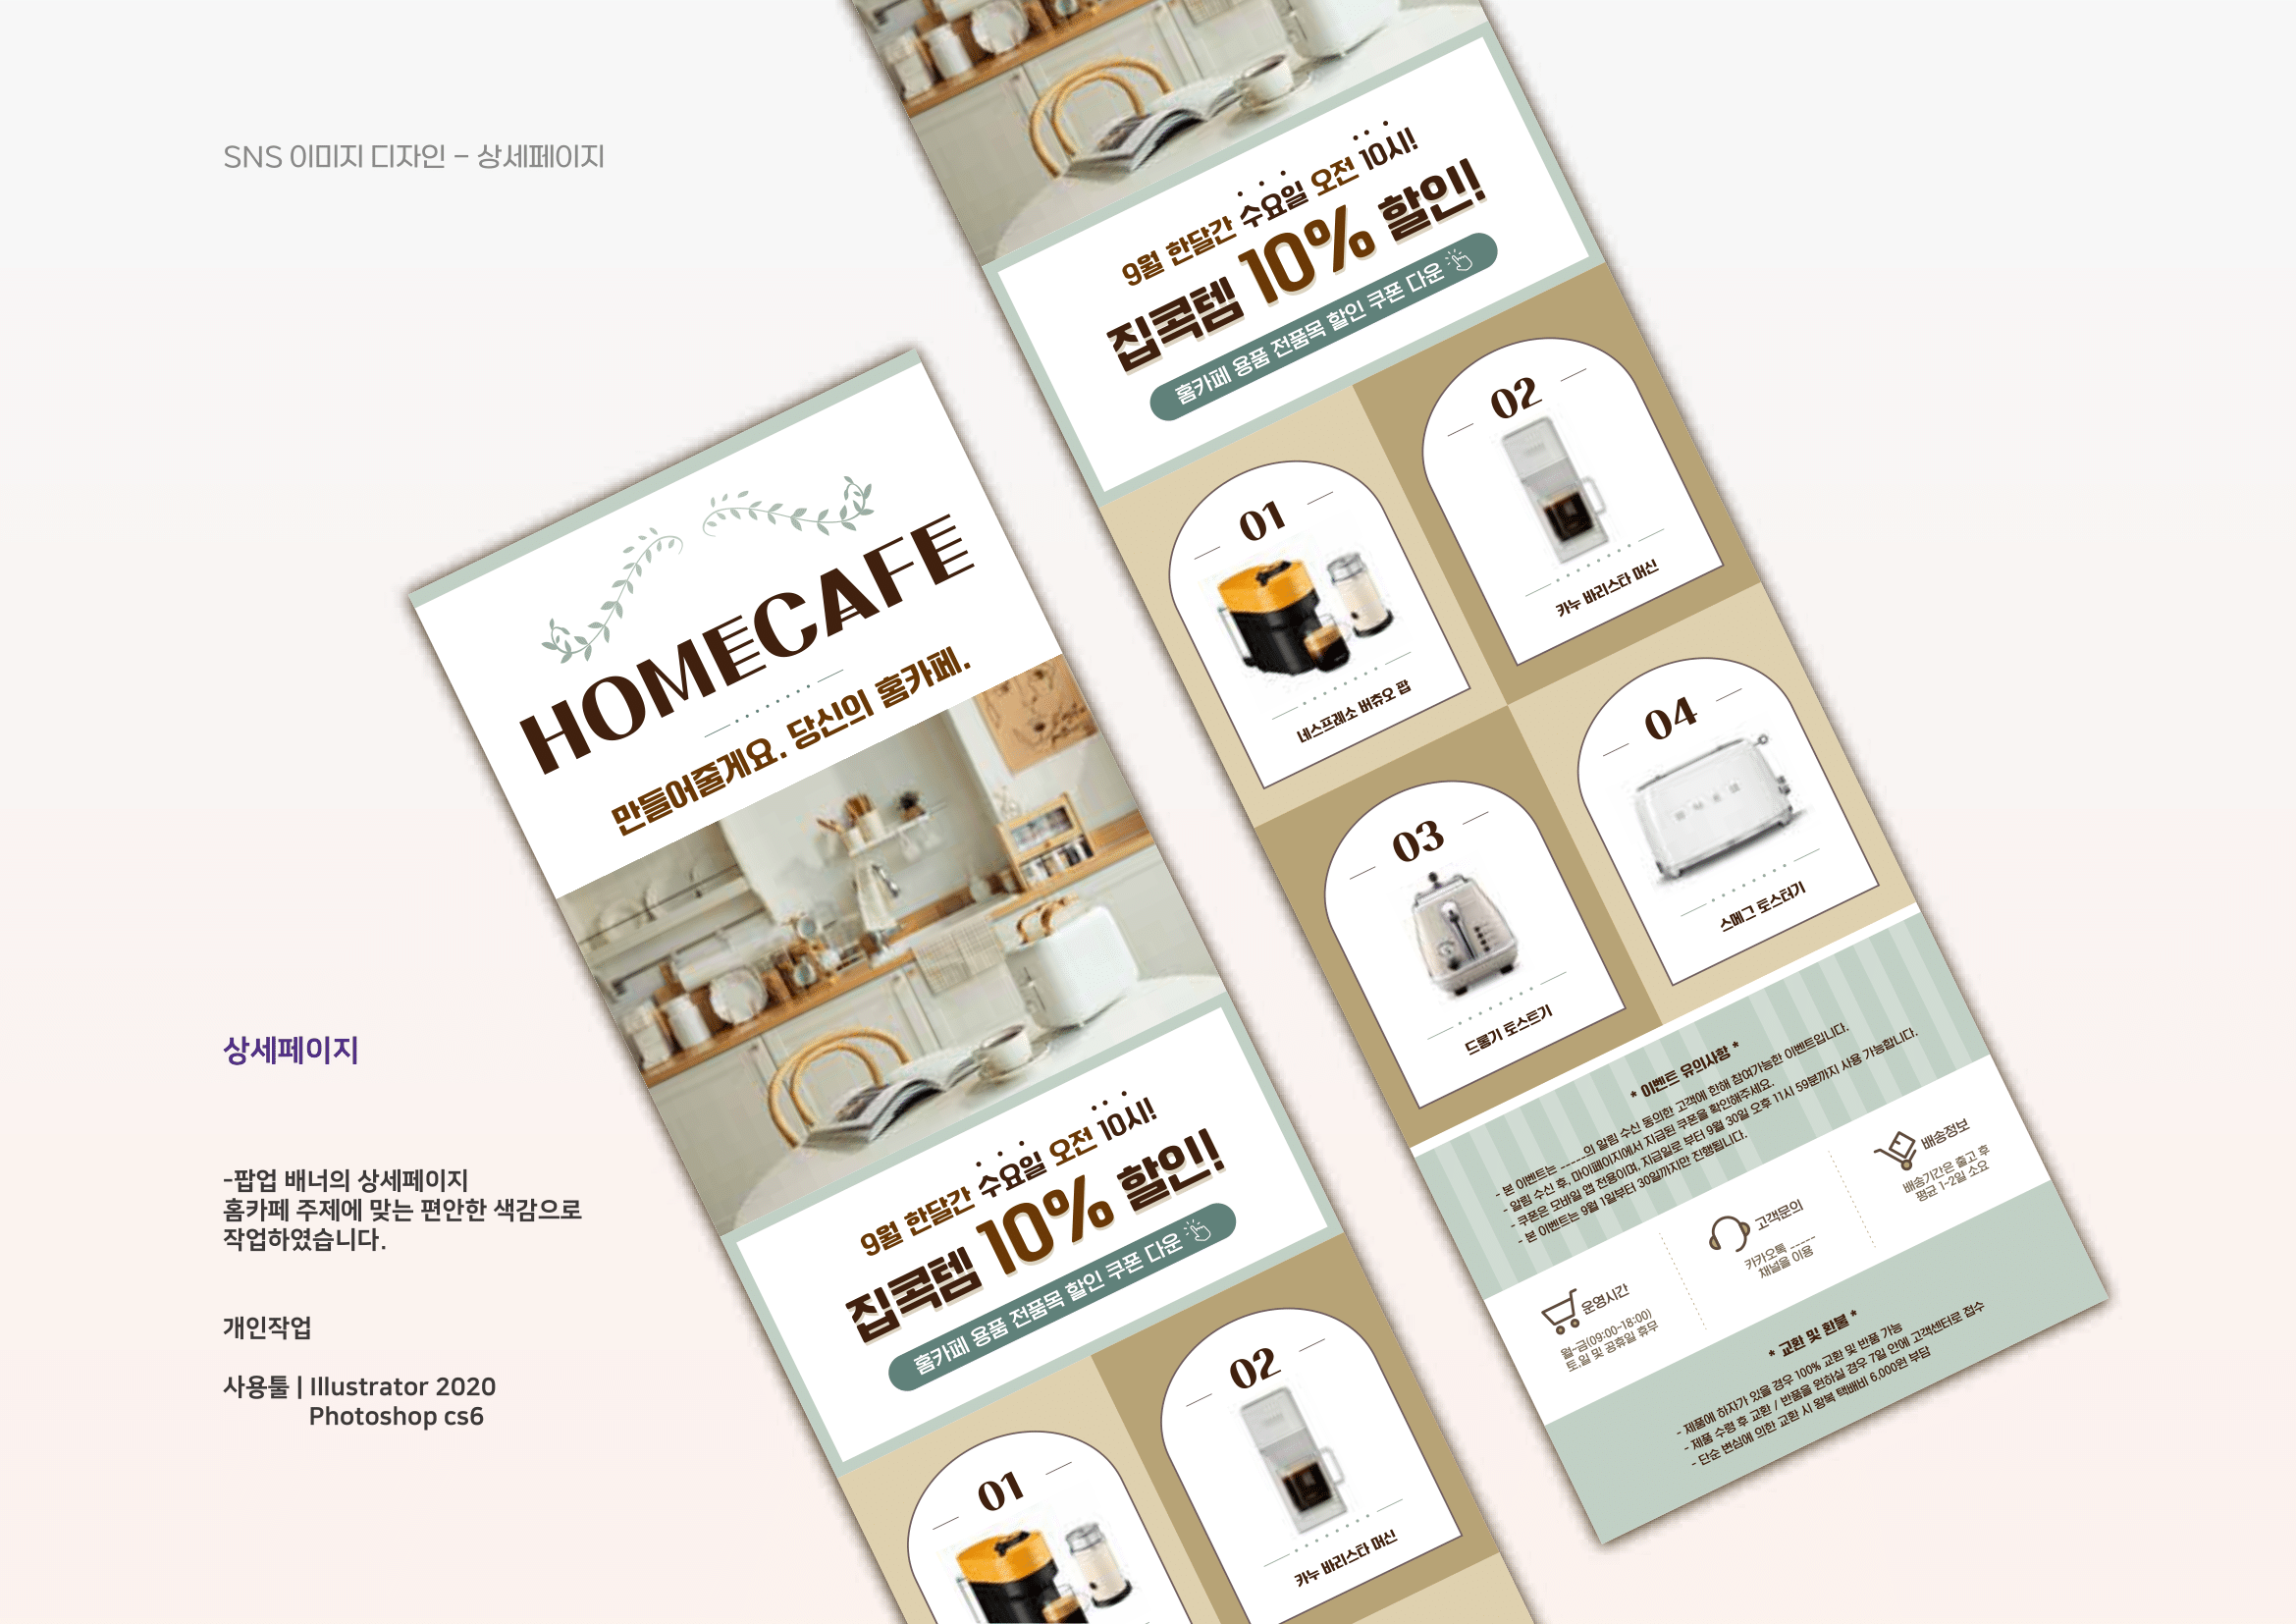 SNS 이미지 디자인 – 상세페이지
상세페이지
-팝업 배너의 상세페이지
홈카페 주제에 맞는 편안한 색감으로
작업하였습니다.
개인작업
사용툴 | Illustrator 2020
Photoshop cs6
HOMECAFE
만들어줄게요. 당신의 홈카페.
9월 한달간 수요일 오전 10시!
집콕템 10% 할인!
홈카페 용품 전품목 할인 쿠폰 다운
01
02
카누 바리스타 머신
9월 한달간 수요일 오전 10시!
집콕템 10% 할인!
홈카페 용품 전품목 할인 쿠폰 다운
01
네스프레소 버츄오 팝
02
카누 바리스타 머신
03
드롱기 토스트기
04
SMEG
스메그 토스터기
* 이벤트 유의사항 *
- 본 이벤트는 _____의 알림 수신 동의한 고객에 한해 참여가능한 이벤트입니다.
- 알림 수신 후, 마이페이지에서 지급된 쿠폰을 확인해주세요.
- 쿠폰은 모바일 앱 전용이며, 지급일로 부터 9월 30일 오후 11시 59분까지 사용 가능합니다.
- 본 이벤트는 9월 1일부터 30일까지만 진행됩니다.
운영시간
월-금(09:00-18:00)
토,일 및 공휴일 휴무
고객문의
카카오톡 _____
채널을 이용
배송정보
배송기간은 출고 후
평균 1-2일 소요
* 교환 및 환불 *
- 제품에 하자가 있을 경우 100% 교환 및 반품 가능
- 제품 수령 후 교환 / 반품을 원하실 경우 7일 안에 고객센터로 접수
- 단순 변심에 의한 교환 시 왕복 택배비 6,000원 부담